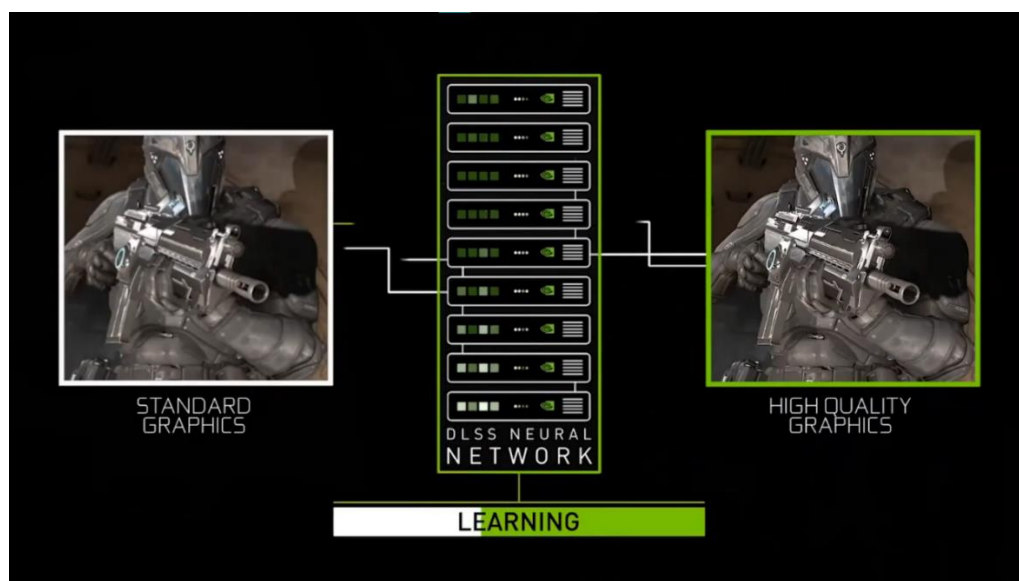 STANDARD
GRAPHICS
DLSS NEURAL
NETWORK
HIGH QUALITY
GRAPHICS
LEARNING